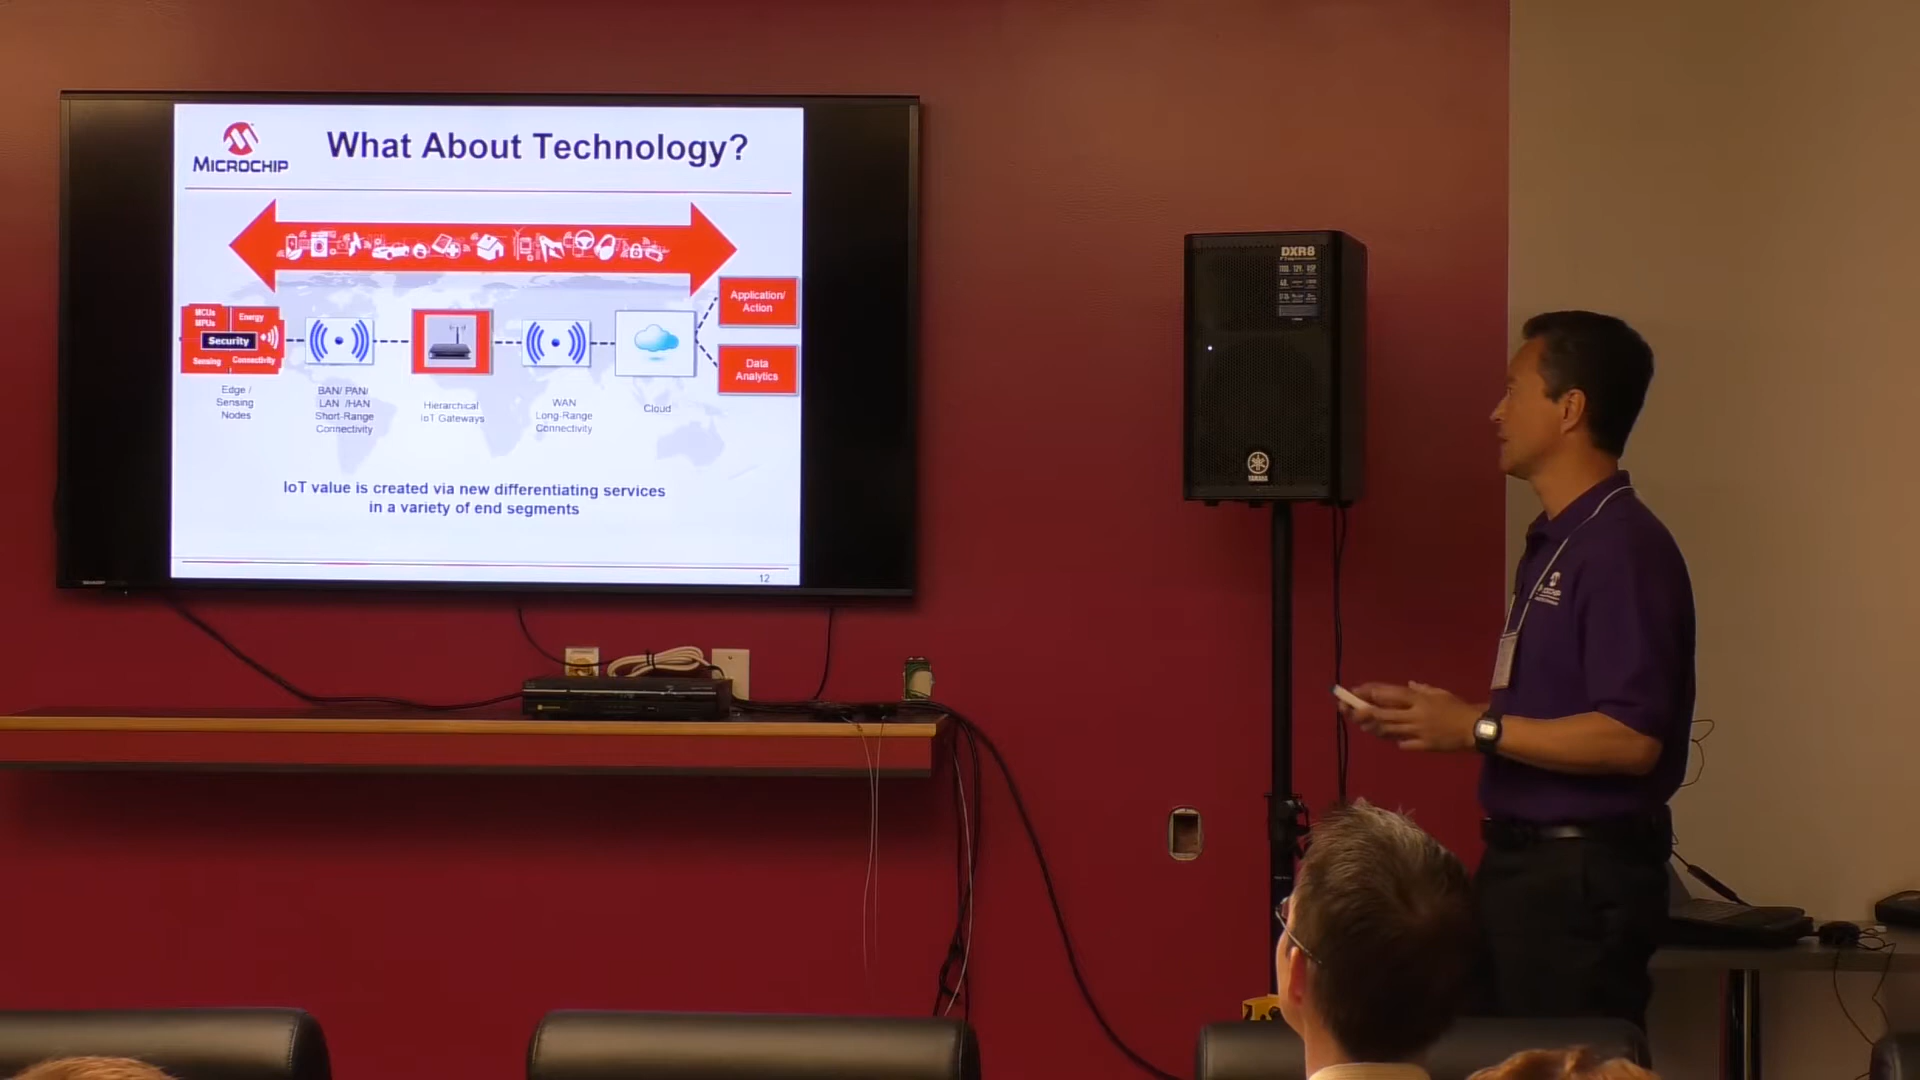 MICROCHIP
What About Technology?
Application/
Action
MCUs
MPUs
Energy
Security
Sensing
Connectivity
Data
Analytics
Edge /
Sensing
Nodes
BAN/ PAN/
LAN /HAN
Short-Range
Connectivity
Hierarchical
IoT Gateways
WAN
Long-Range
Connectivity
Cloud
IoT value is created via new differentiating services
in a variety of end segments
12
SHARP
DXR8
YAMAHA
MICROCHIP